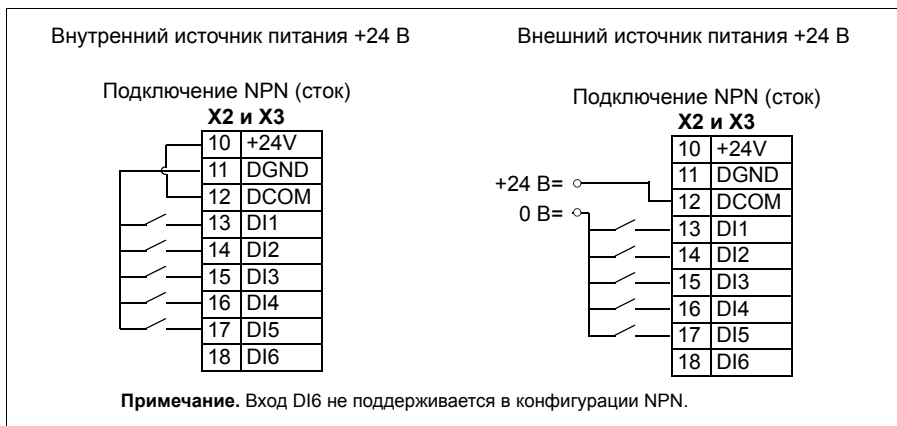 Внутренний источник питания +24 В
Подключение NPN (сток)
X2 и X3
10 +24V
11 DGND
12 DCOM
13 DI1
14 DI2
15 DI3
16 DI4
17 DI5
18 DI6
Внешний источник питания +24 В
Подключение NPN (сток)
X2 и X3
+24 В=
0 В=
10 +24V
11 DGND
12 DCOM
13 DI1
14 DI2
15 DI3
16 DI4
17 DI5
18 DI6
Примечание. Вход DI6 не поддерживается в конфигурации NPN.